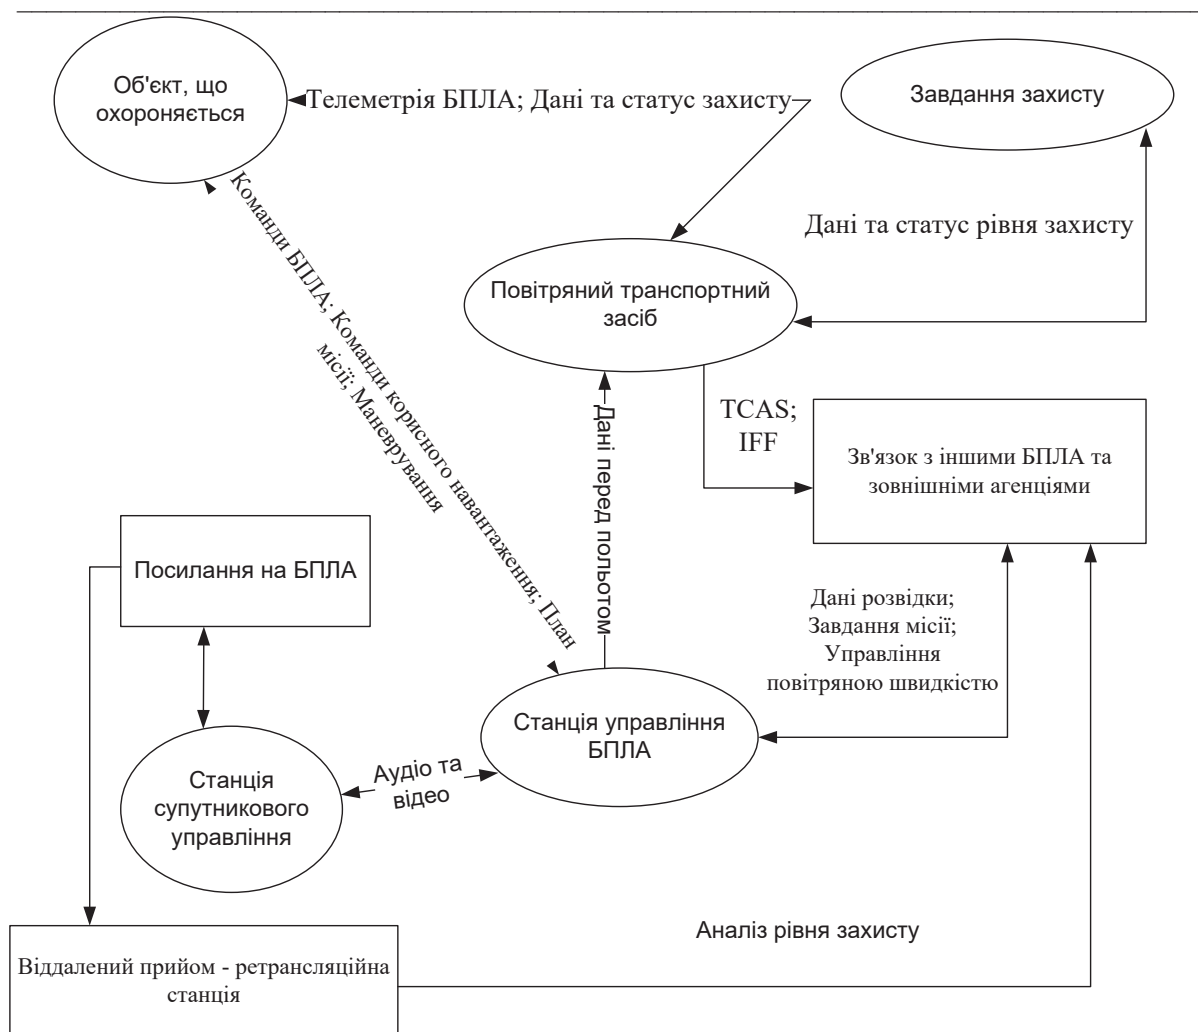 Об'єкт, що
охороняється
Телеметрія БПЛА; Дані та статус захисту
Завдання захисту
Дані та статус рівня захисту
Повітряний транспортний
засіб
Команди БПЛА; Команди корисного навантаження; План
місії; Маневрування
Дані перед польотом
TCAS;
IFF
Зв'язок з іншими БПЛА та
зовнішніми агенціями
Посилання на БПЛА
Дані розвідки;
Завдання місії;
Управління
повітряною швидкістю
Станція управління
БПЛА
Аудіо та
відео
Станція
супутникового
управління
Аналіз рівня захисту
Віддалений прийом - ретрансляційна
станція